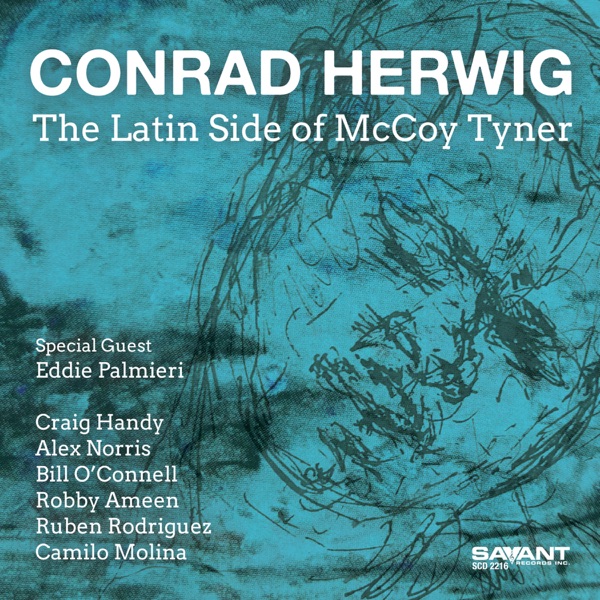 CONRAD HERWIG
The Latin Side of McCoy Tyner
Special Guest
Eddie Palmieri
Craig Handy
Alex Norris
Bill O’Connell
Robby Ameen
Ruben Rodriguez
Camilo Molina
SAVANT
RECORDS INC.
SCD 2216